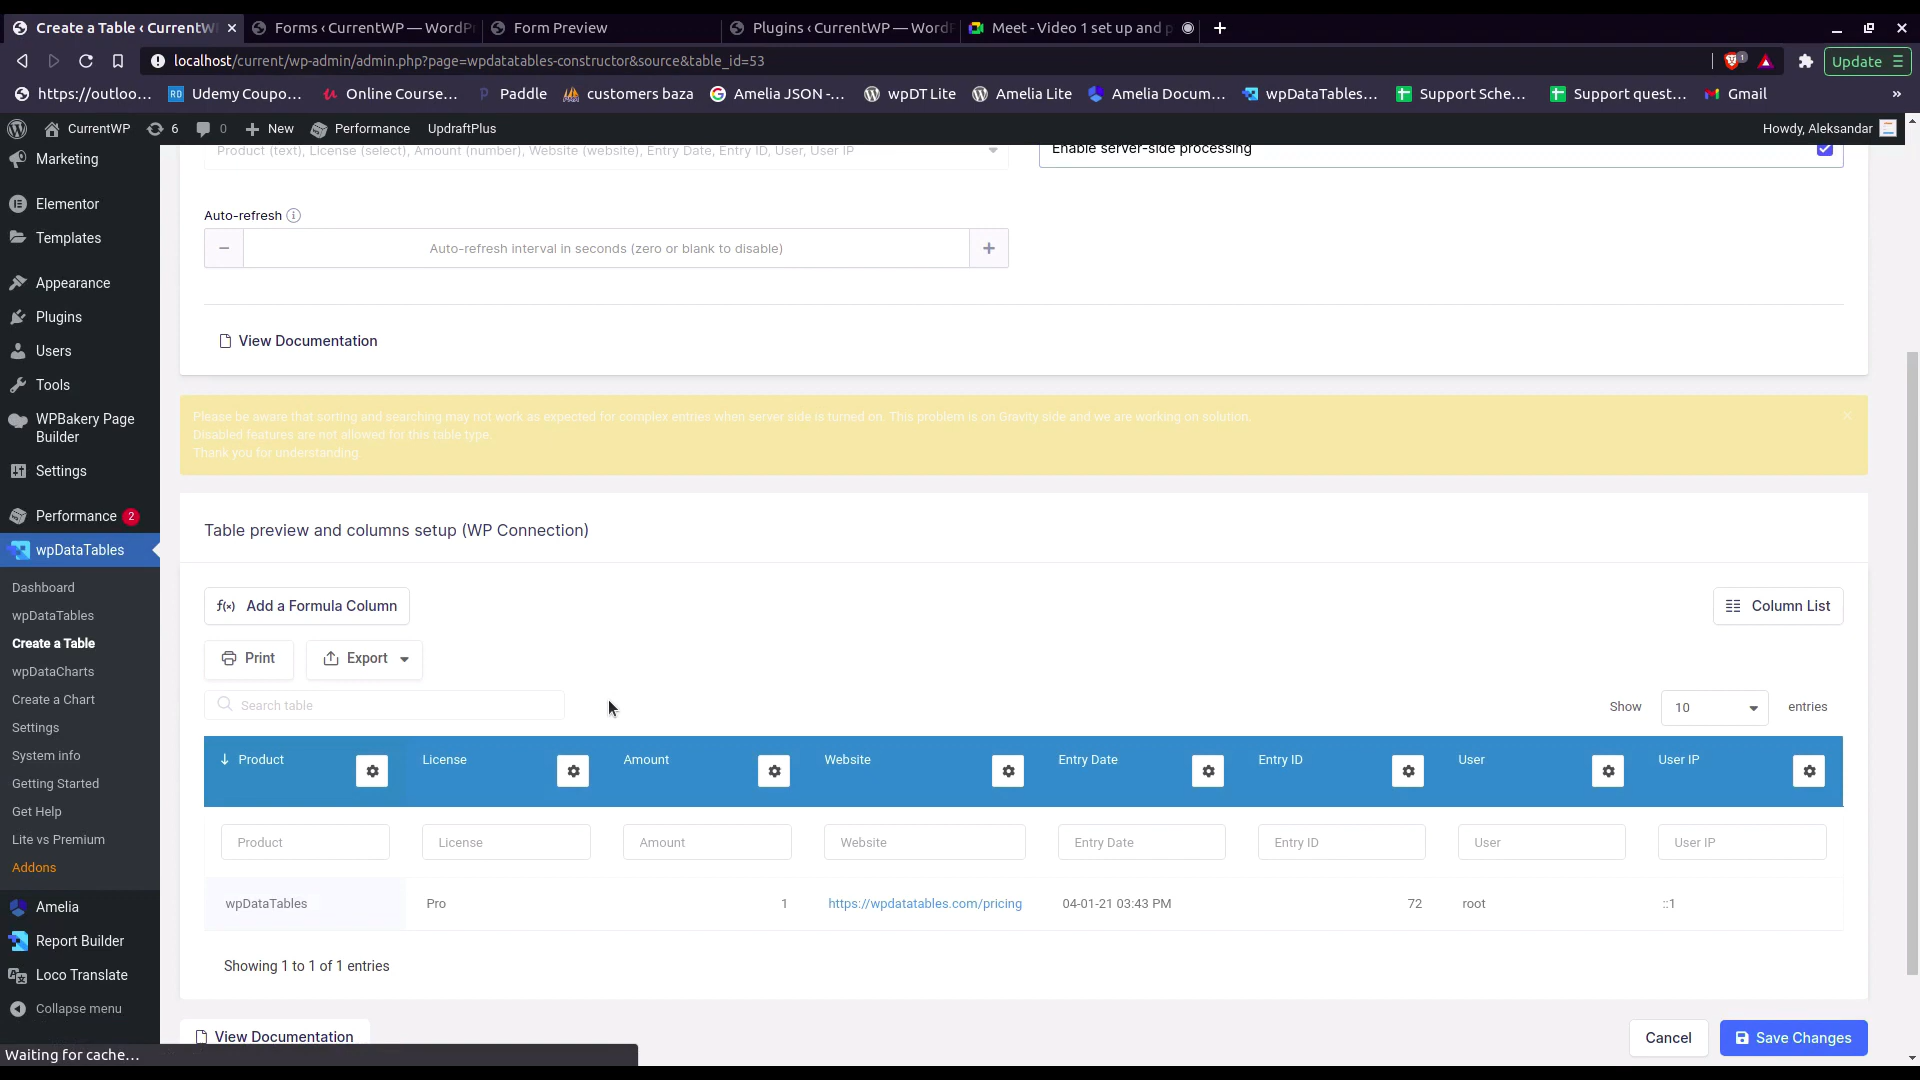 Create a Table ‹ CurrentW
Forms ‹ CurrentWP — WordP
Form Preview
Plugins ‹ CurrentWP — WordP
Meet - Video 1 set up and p
localhost/current/wp-admin/admin.php?page=wpdatatables-constructor&source&table_id=53
1
Update
https://outloo...
RD
Udemy Coupo...
Online Course...
Paddle
customers baza
Amelia JSON -...
wpDT Lite
Amelia Lite
Amelia Docum...
wpDataTables...
Support Sche...
Support quest...
Gmail
»
CurrentWP
6
0
New
Performance
UpdraftPlus
Howdy, Aleksandar
Marketing
Elementor
Templates
Appearance
Plugins
Users
Tools
WPBakery Page
Builder
Settings
Performance 2
wpDataTables
Dashboard
wpDataTables
Create a Table
wpDataCharts
Create a Chart
Settings
System info
Getting Started
Get Help
Lite vs Premium
Addons
Amelia
Report Builder
Loco Translate
Collapse menu
Waiting for cache...
Product (text), License (select), Amount (number), Website (website), Entry Date, Entry ID, User, User IP
Enable server-side processing
Auto-refresh
Auto-refresh interval in seconds (zero or blank to disable)
View Documentation
Please be aware that sorting and searching may not work as expected for complex entries when server side is turned on. This problem is on Gravity side and we are working on solution.
Disabled features are not allowed for this table type.
Thank you for understanding
Table preview and columns setup (WP Connection)
f(x) Add a Formula Column
Column List
Print
Export
Search table
Show 10 entries
Product License Amount Website Entry Date Entry ID User User IP
Product License Amount Website Entry Date Entry ID User User IP
wpDataTables Pro 1 https://wpdatatables.com/pricing 04-01-21 03:43 PM 72 root ::1
Showing 1 to 1 of 1 entries
View Documentation
Cancel
Save Changes